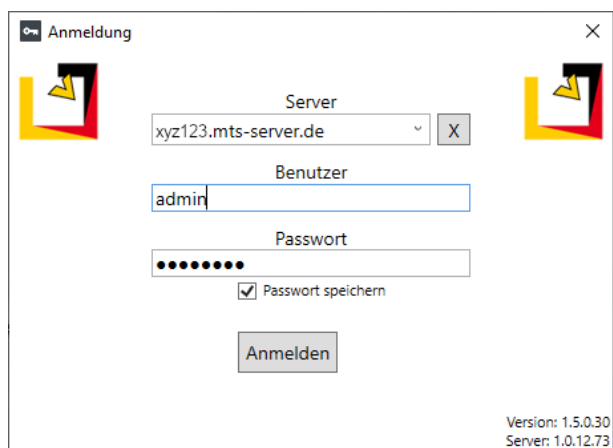 Anmeldung
Server
xyz123.mts-server.de
X
Benutzer
admin
Passwort
●●●●●●●●
Passwort speichern
Anmelden
Version: 1.5.0.30
Server: 1.0.12.73